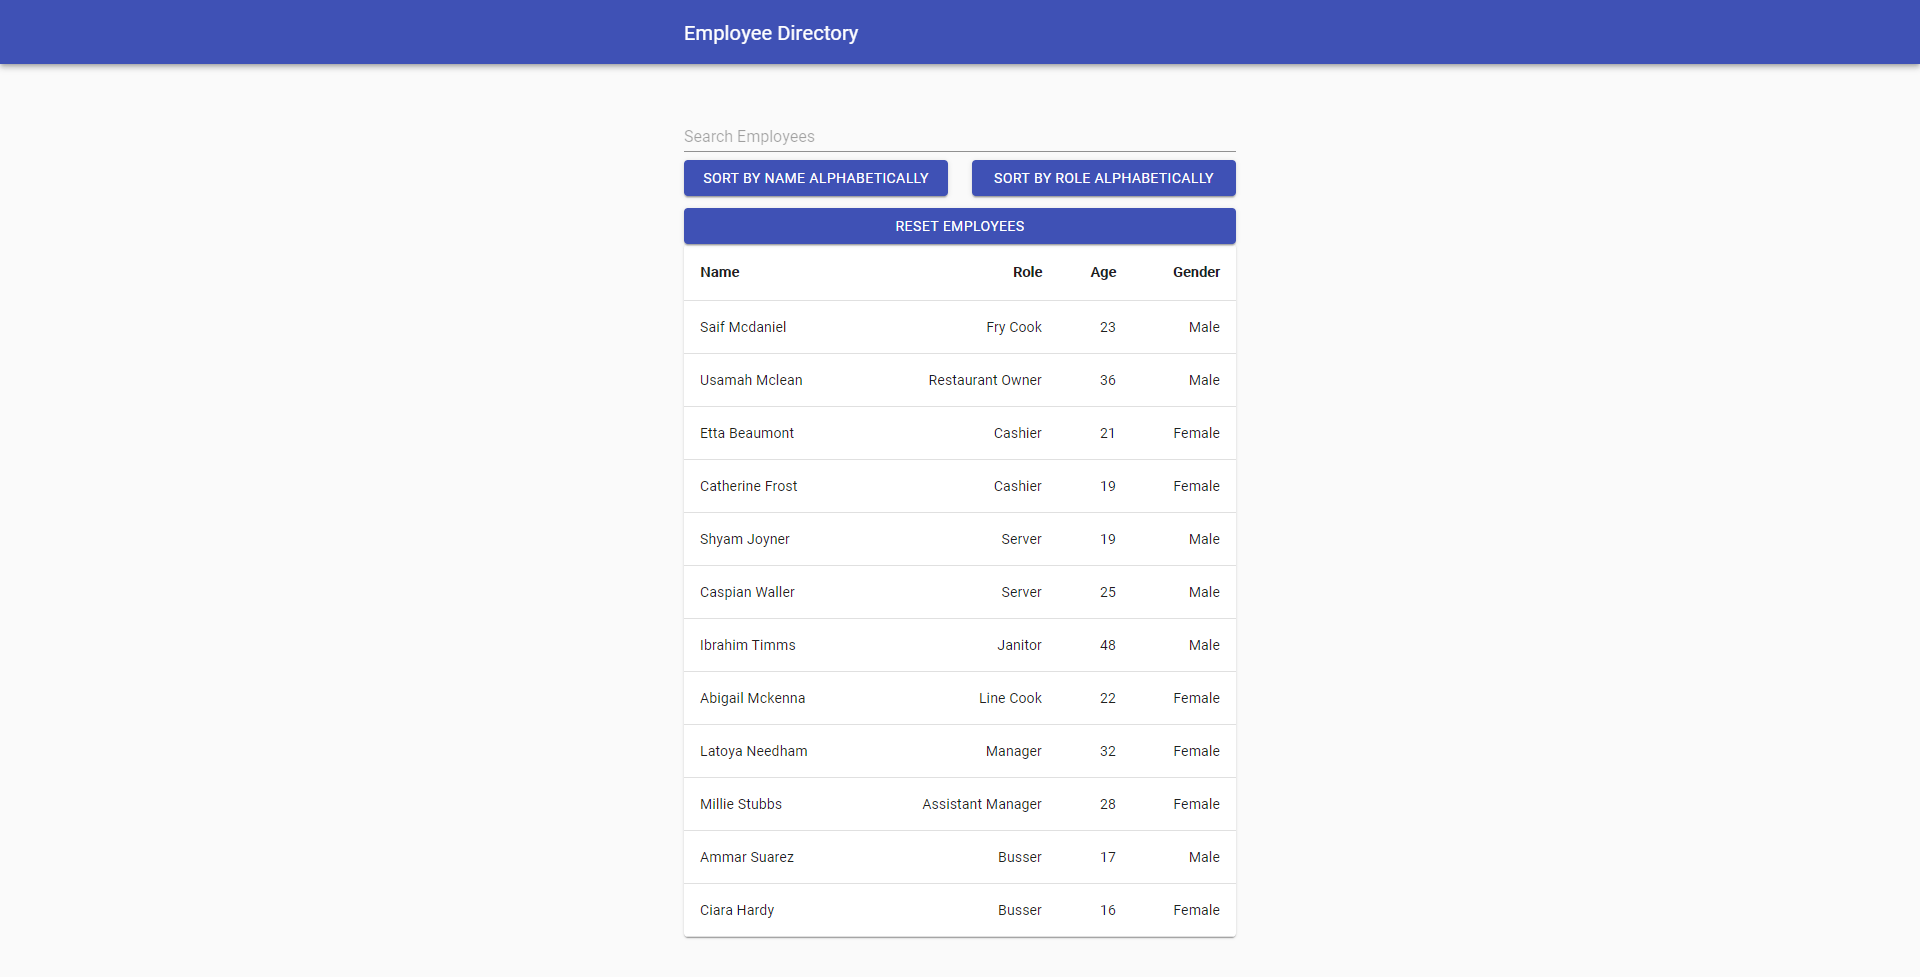 Employee Directory
Search Employees
SORT BY NAME ALPHABETICALLY SORT BY ROLE ALPHABETICALLY
RESET EMPLOYEES
Name Role Age Gender
Saif Mcdaniel Fry Cook 23 Male
Usamah Mclean Restaurant Owner 36 Male
Etta Beaumont Cashier 21 Female
Catherine Frost Cashier 19 Female
Shyam Joyner Server 19 Male
Caspian Waller Server 25 Male
Ibrahim Timms Janitor 48 Male
Abigail Mckenna Line Cook 22 Female
Latoya Needham Manager 32 Female
Millie Stubbs Assistant Manager 28 Female
Ammar Suarez Busser 17 Male
Ciara Hardy Busser 16 Female